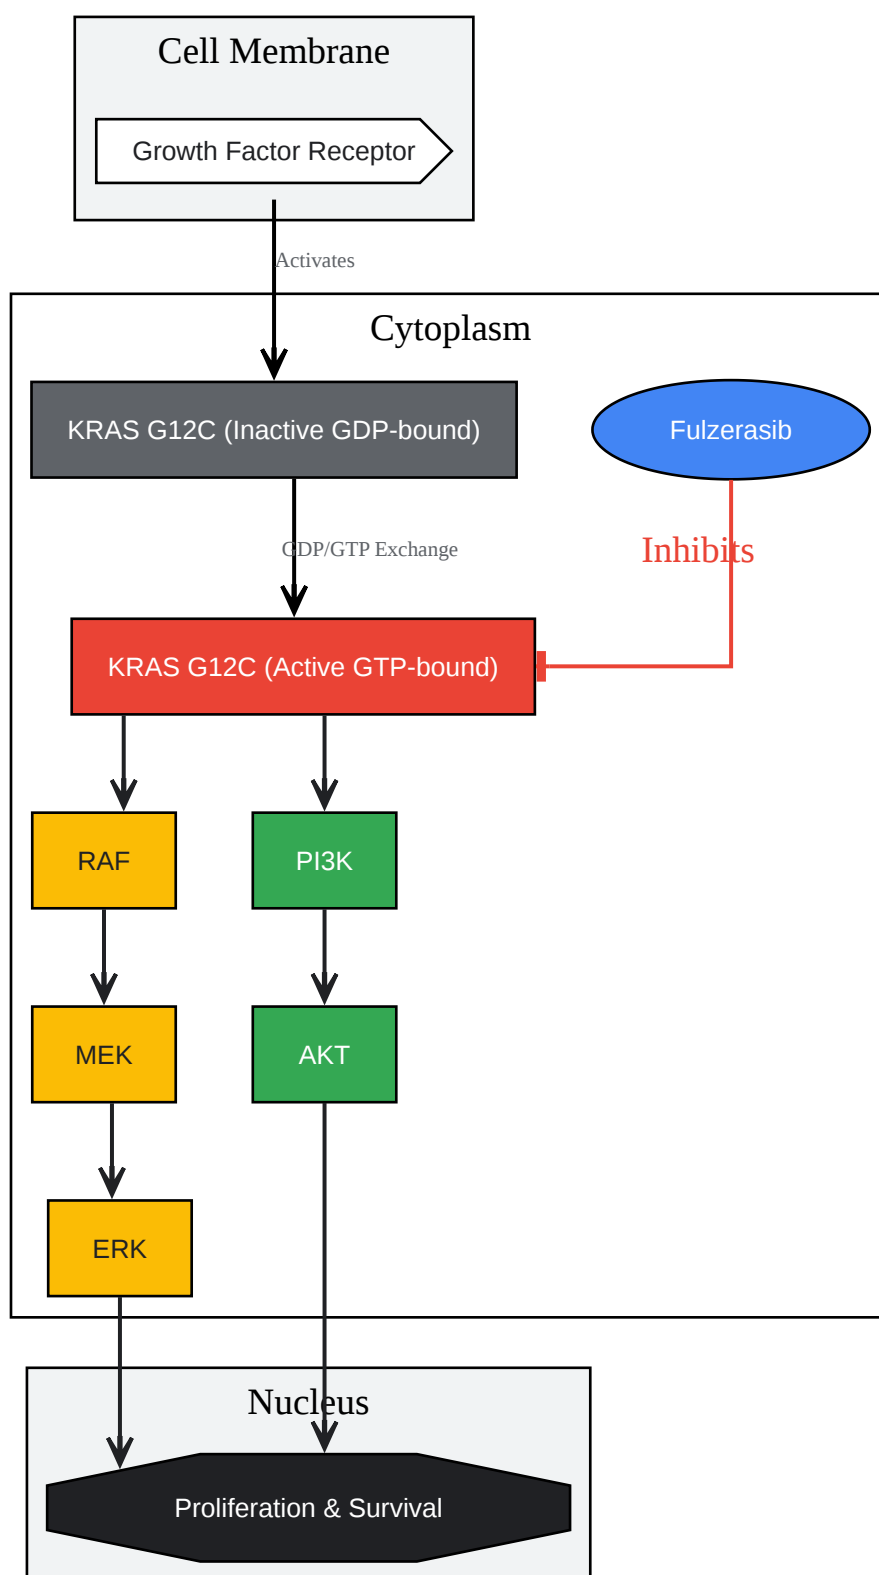 Cell Membrane
Growth Factor Receptor
Activates
Cytoplasm
KRAS G12C (Inactive GDP-bound)
Fulzerasib
GDP/GTP Exchange
Inhibits
KRAS G12C (Active GTP-bound)
RAF
PI3K
MEK
AKT
ERK
Nucleus
Proliferation & Survival